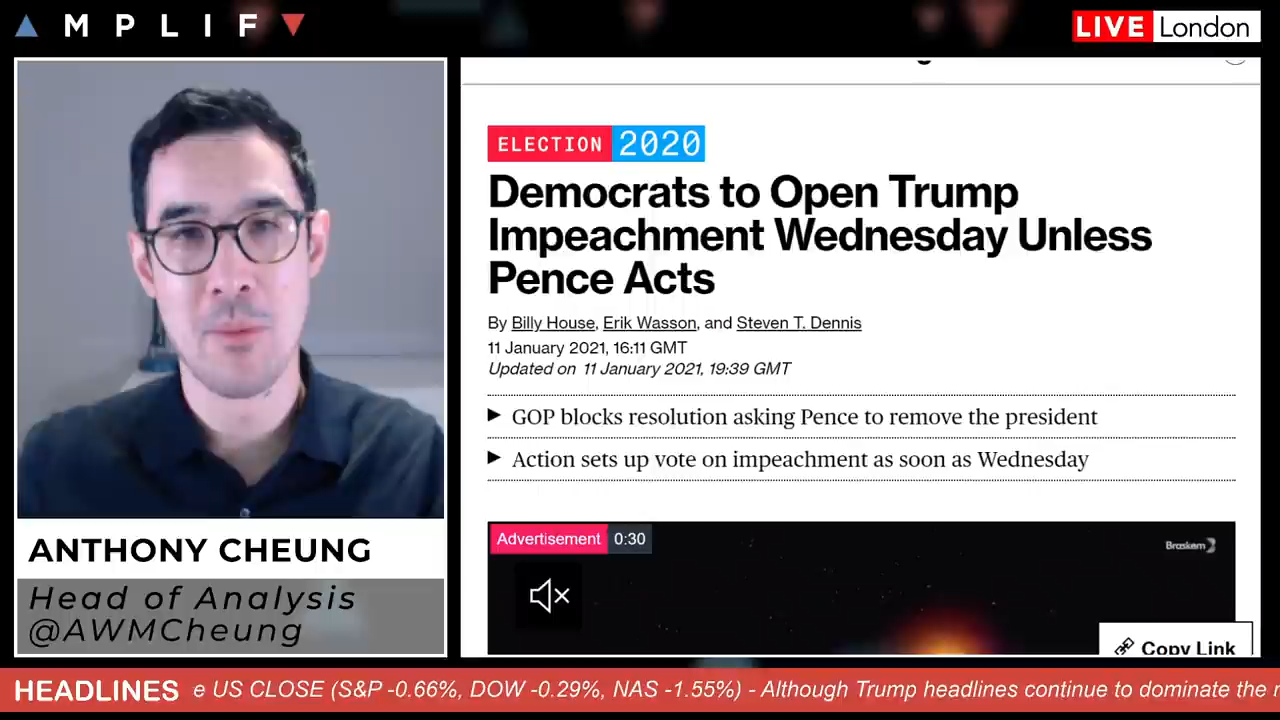 MPLIF
LIVE London
ELECTION 2020
Democrats to Open Trump
Impeachment Wednesday Unless
Pence Acts
By Billy House, Erik Wasson, and Steven T. Dennis
11 January 2021, 16:11 GMT
Updated on 11 January 2021, 19:39 GMT
GOP blocks resolution asking Pence to remove the president
Action sets up vote on impeachment as soon as Wednesday
Advertisement 0:30
Braskem
Copy Link
ANTHONY CHEUNG
Head of Analysis
@AWMCheung
HEADLINES e US CLOSE (S&P -0.66%, DOW -0.29%, NAS -1.55%) - Although Trump headlines continue to dominate the